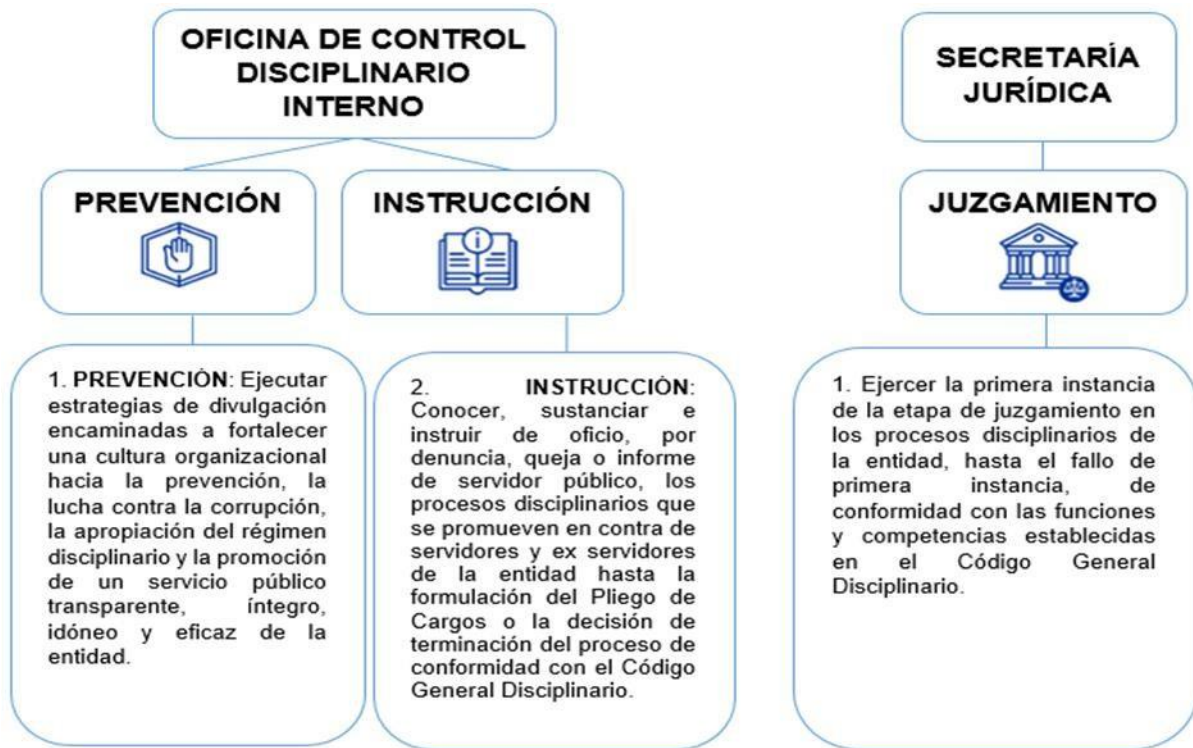 OFICINA DE CONTROL
DISCIPLINARIO
INTERNO
PREVENCIÓN
INSTRUCCIÓN
1. PREVENCIÓN: Ejecutar
estrategias de divulgación
encaminadas a fortalecer
una cultura organizacional
hacia la prevención, la
lucha contra la corrupción,
la apropiación del régimen
disciplinario y la promoción
de un servicio público
transparente, íntegro,
idóneo y eficaz de la
entidad.
2. INSTRUCCIÓN:
Conocer, sustanciar e
instruir de oficio, por
denuncia, queja o informe
de servidor público, los
procesos disciplinarios que
se promueven en contra de
servidores y ex servidores
de la entidad hasta la
formulación del Pliego de
Cargos o la decisión de
terminación del proceso de
conformidad con el Código
General Disciplinario.
SECRETARÍA
JURÍDICA
JUZGAMIENTO
1. Ejercer la primera instancia
de la etapa de juzgamiento en
los procesos disciplinarios de
la entidad, hasta el fallo de
primera instancia, de
conformidad con las funciones
y competencias establecidas
en el Código General
Disciplinario.